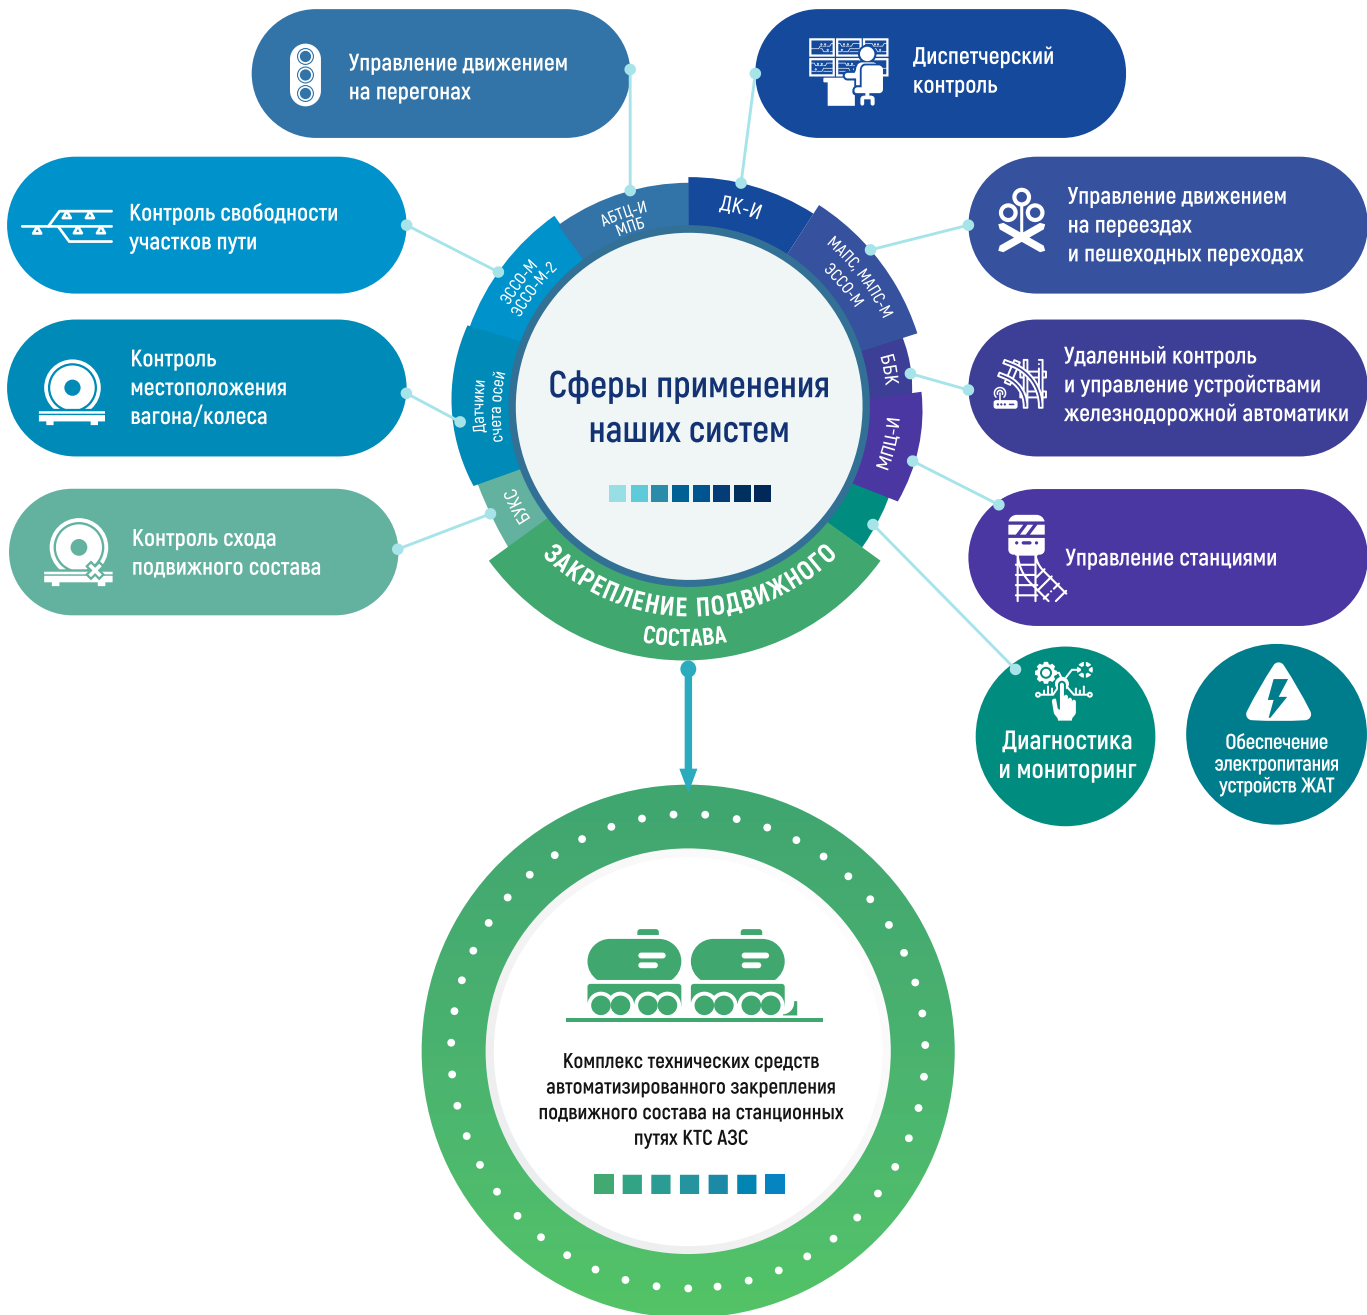 Управление движением
на перегонах
Диспетчерский
контроль
Контроль свободности
участков пути
Управление движением
на переездах
и пешеходных переходах
АБТЦ-И
МПБ
ДК-И
ЭССО-М
ЭССО-М-2
МАПС, МАПС-М
ЭССО-М
Контроль
местоположения
вагона/колеса
Датчики
счета осей
Сферы применения
наших систем
ББК
Удаленный контроль
и управление устройствами
железнодорожной автоматики
МПЦ-И
БУКС
Контроль схода
подвижного состава
Управление станциями
ЗАКРЕПЛЕНИЕ ПОДВИЖНОГО
СОСТАВА
Диагностика
и мониторинг
Обеспечение
электропитания
устройств ЖАТ
Комплекс технических средств
автоматизированного закрепления
подвижного состава на станционных
путях КТС АЗС